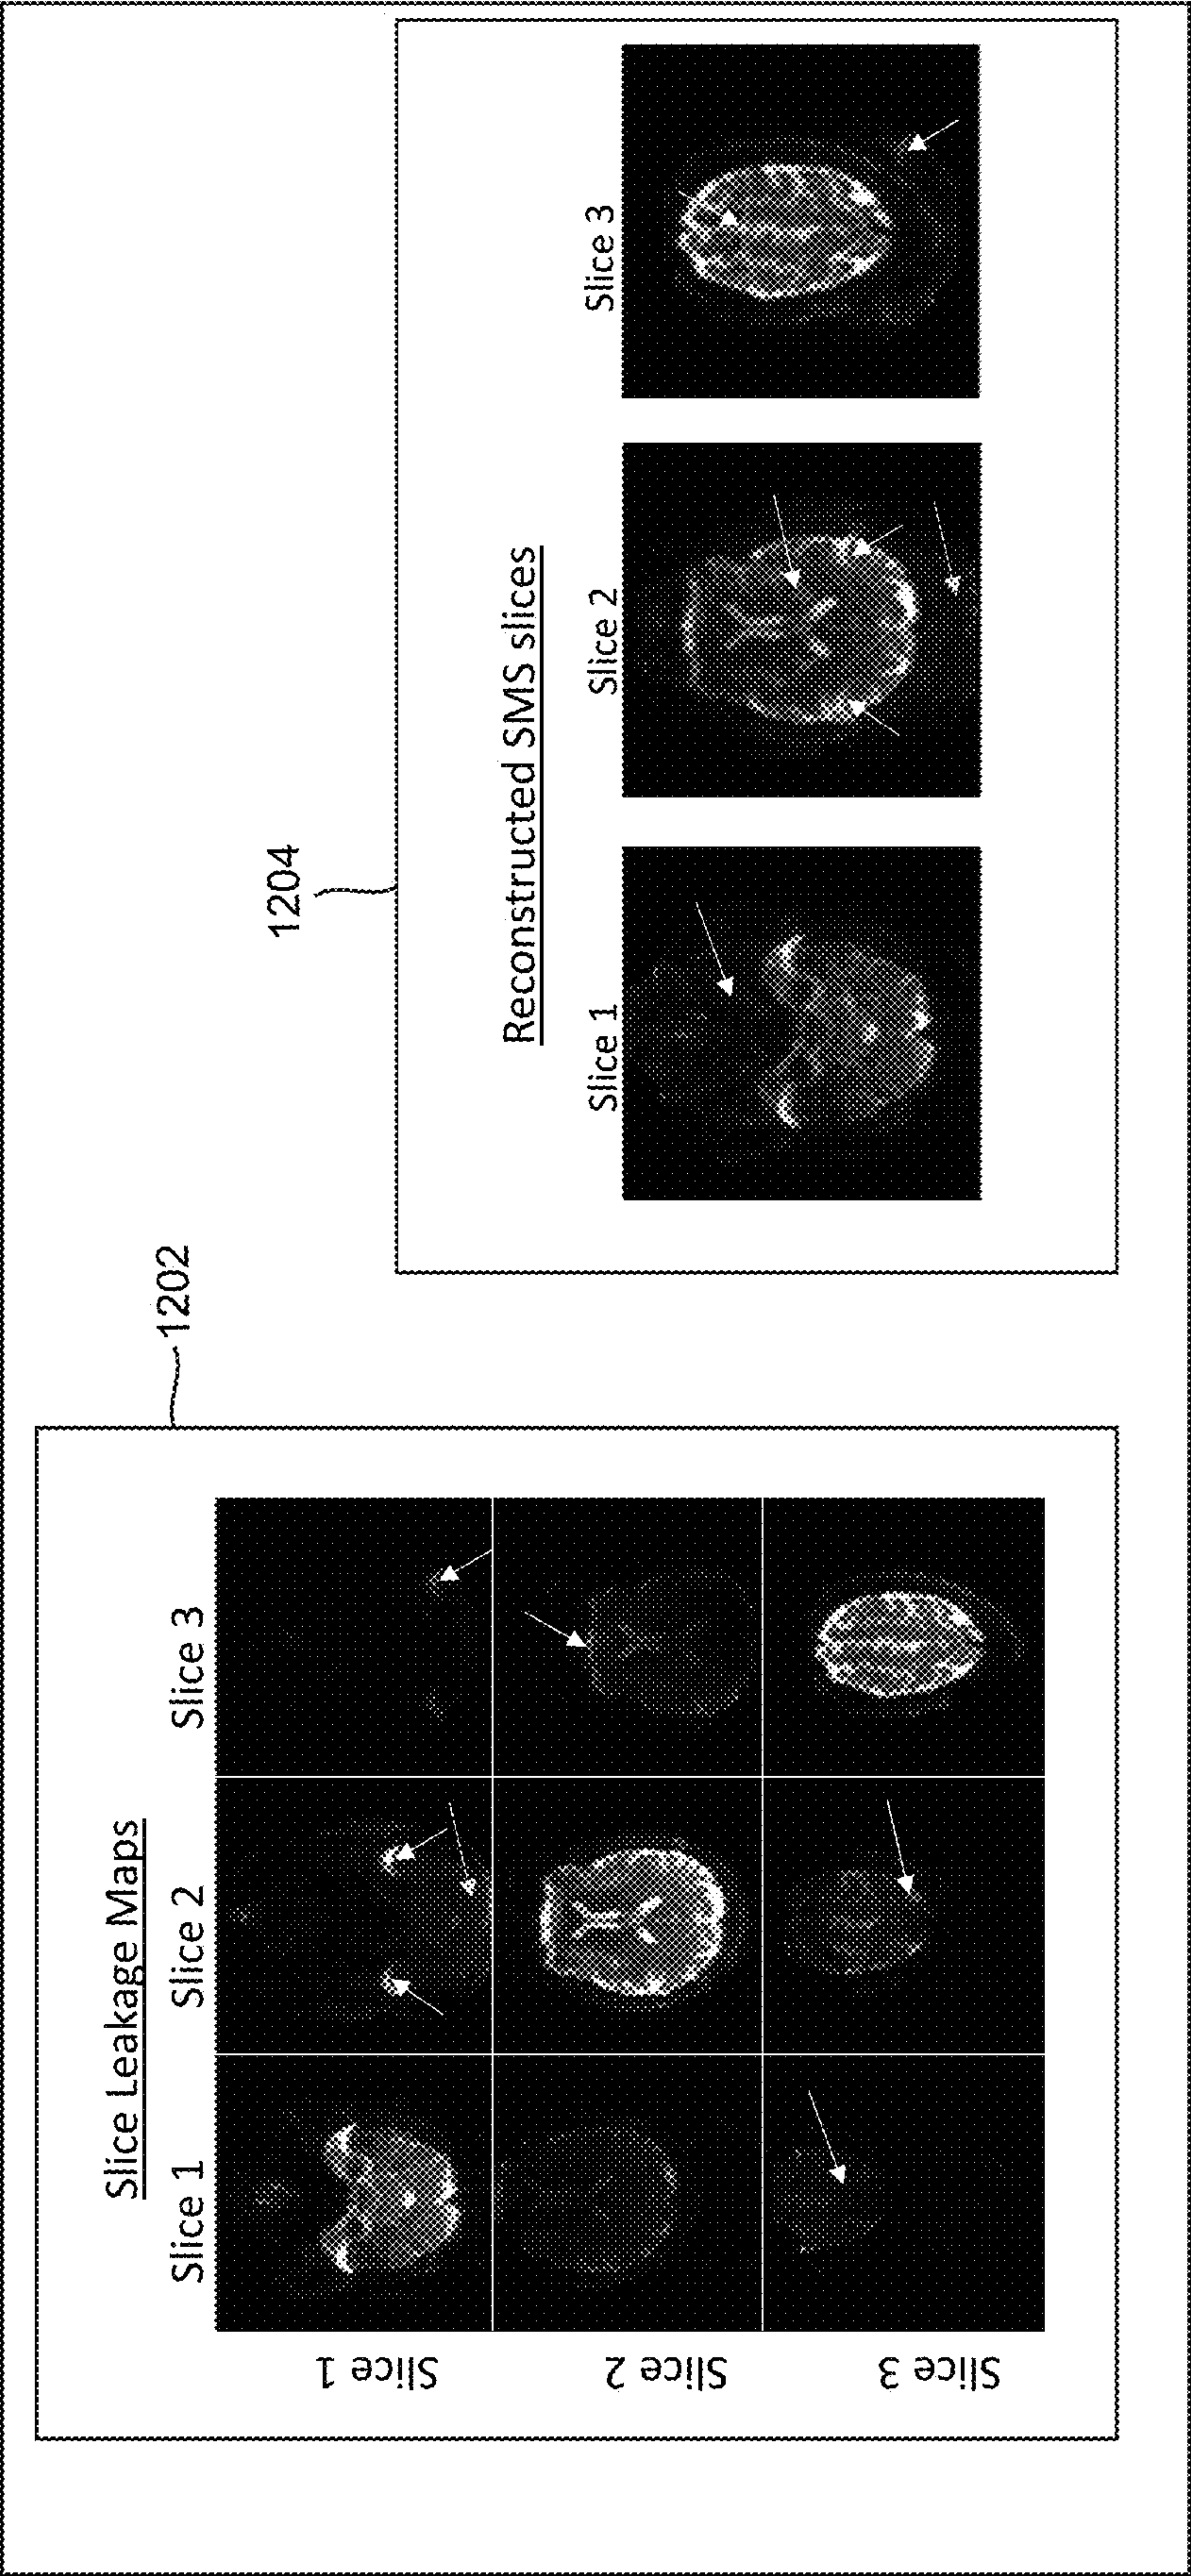 1202
Slice Leakage Maps
Slice 1
Slice 2
Slice 3
Slice 1
Slice 2
Slice 3
1204
Reconstructed SMS slices
Slice 1
Slice 2
Slice 3